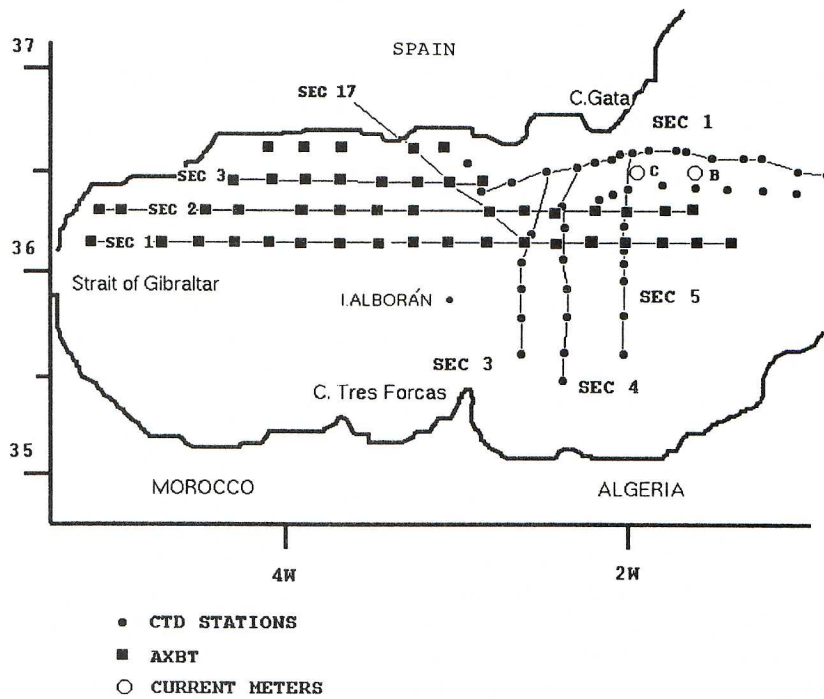 37
SPAIN
SEC 17
C.Gata
SEC 1
SEC 3
C
B
SEC 2
SEC 1
36
Strait of Gibraltar
SEC 5
I.ALBORÁN
SEC 3
SEC 4
C. Tres Forcas
35
MOROCCO
ALGERIA
4W
2W
CTD STATIONS
AXBT
CURRENT METERS